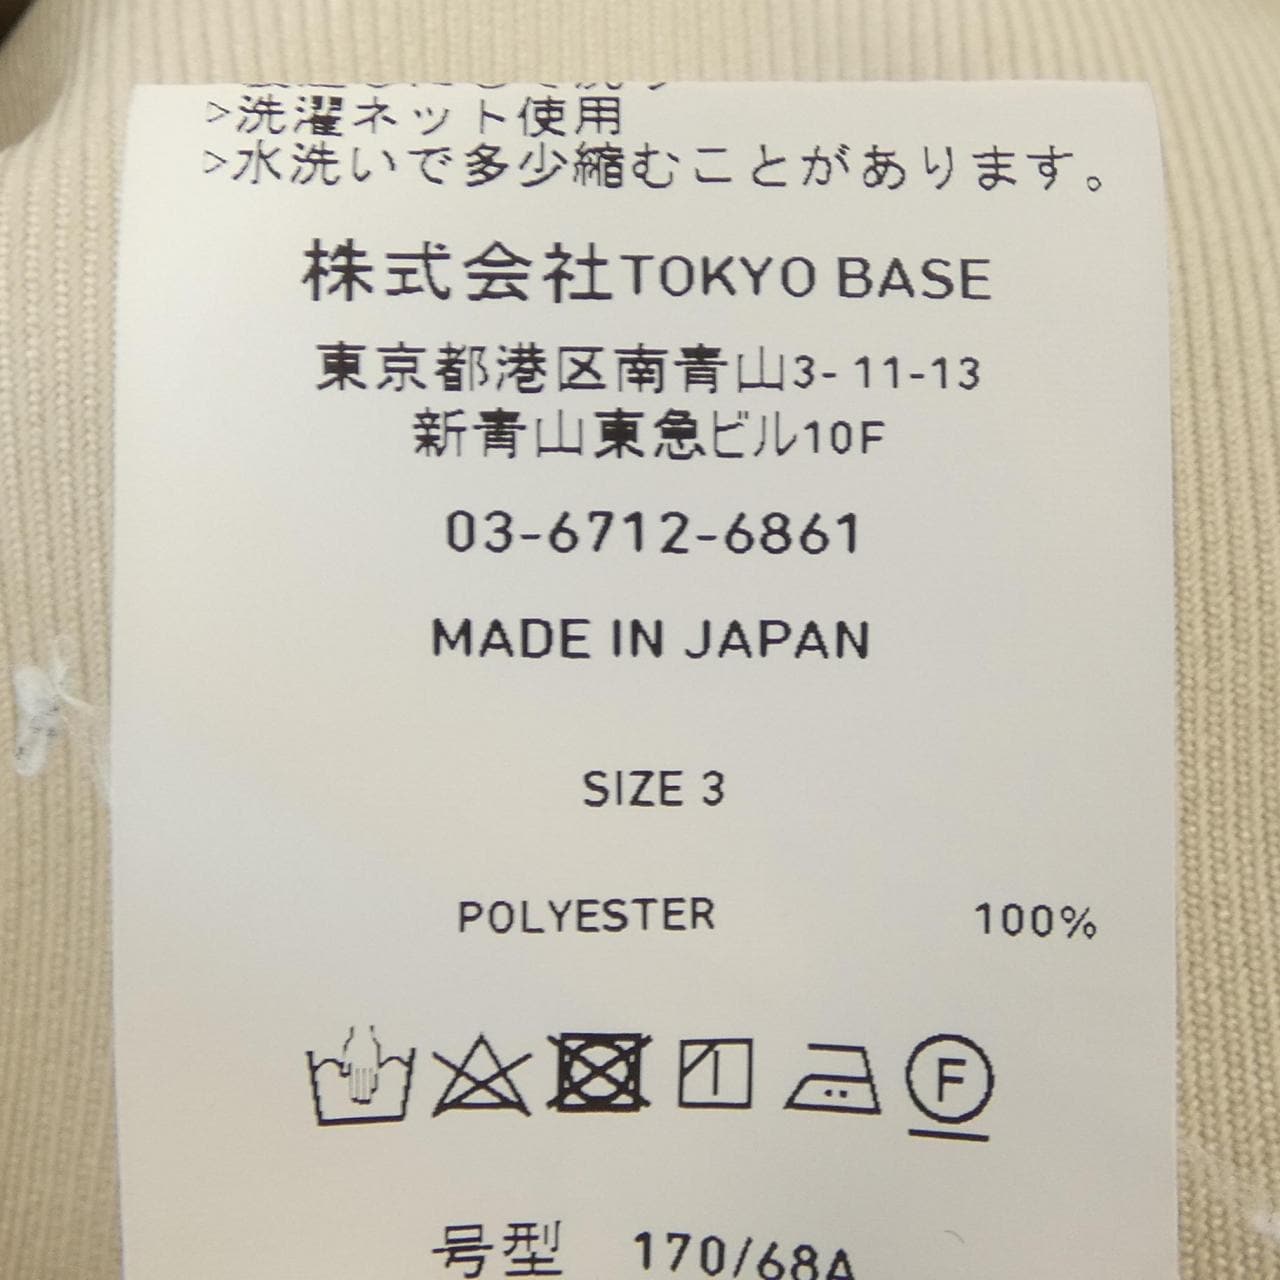 >洗濯ネット使用
>水洗いで多少縮むことがあります。
株式会社TOKYO BASE
東京都港区南青山3-11-13
新青山東急ビル10F
03-6712-6861
MADE IN JAPAN
SIZE 3
POLYESTER 100%
F
号型 170/68A